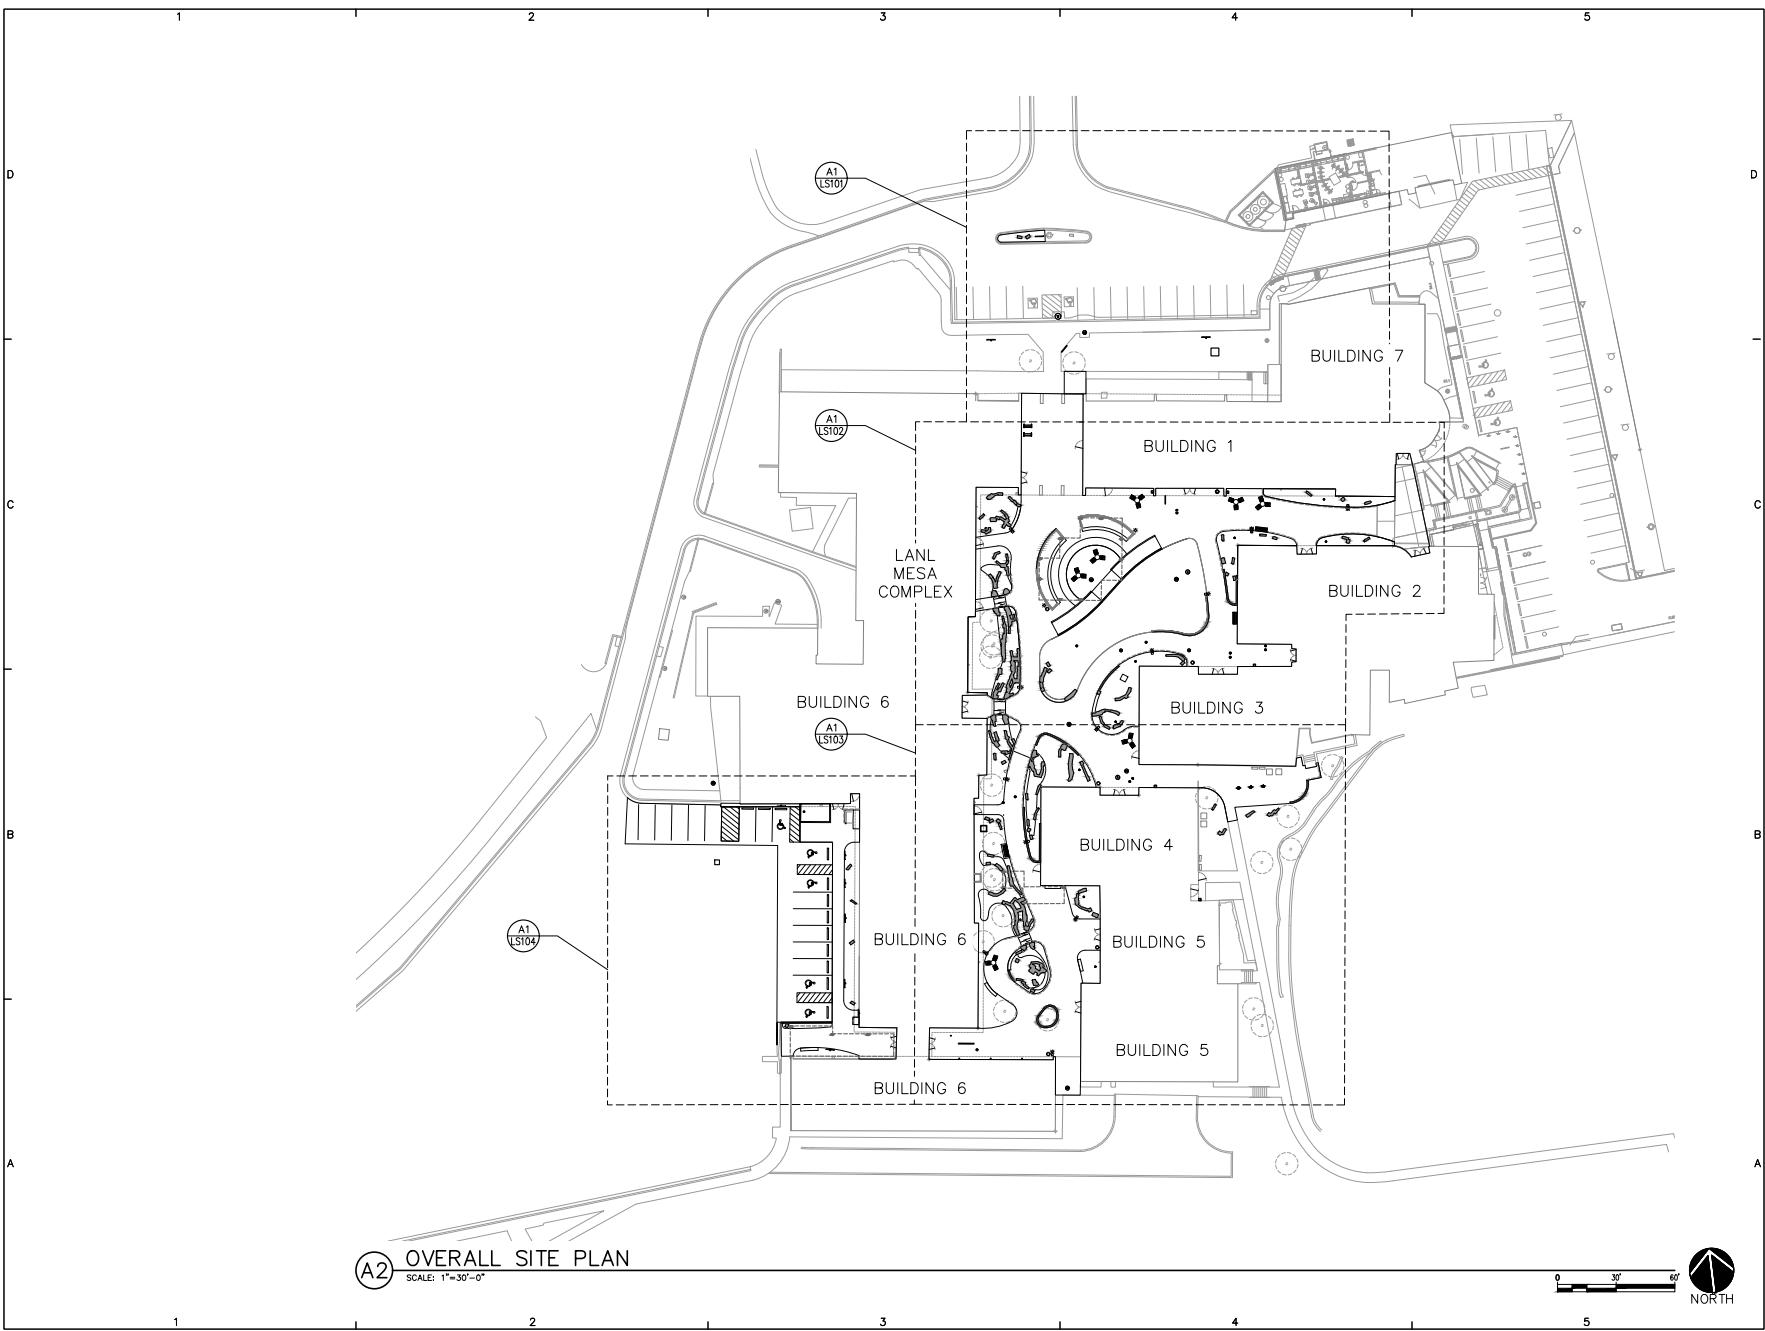 1 2 3 4 5
D D
A1
LS101
BUILDING 7
A1
LS102
BUILDING 1
C C
LANL
MESA
COMPLEX
BUILDING 2
BUILDING 6
BUILDING 3
A1
LS103
B B
BUILDING 4
A1
LS104
BUILDING 6
BUILDING 5
BUILDING 5
BUILDING 6
A A
A2
OVERALL SITE PLAN
SCALE: 1"=30'-0"
0 30' 60'
NORTH
1 2 3 4 5